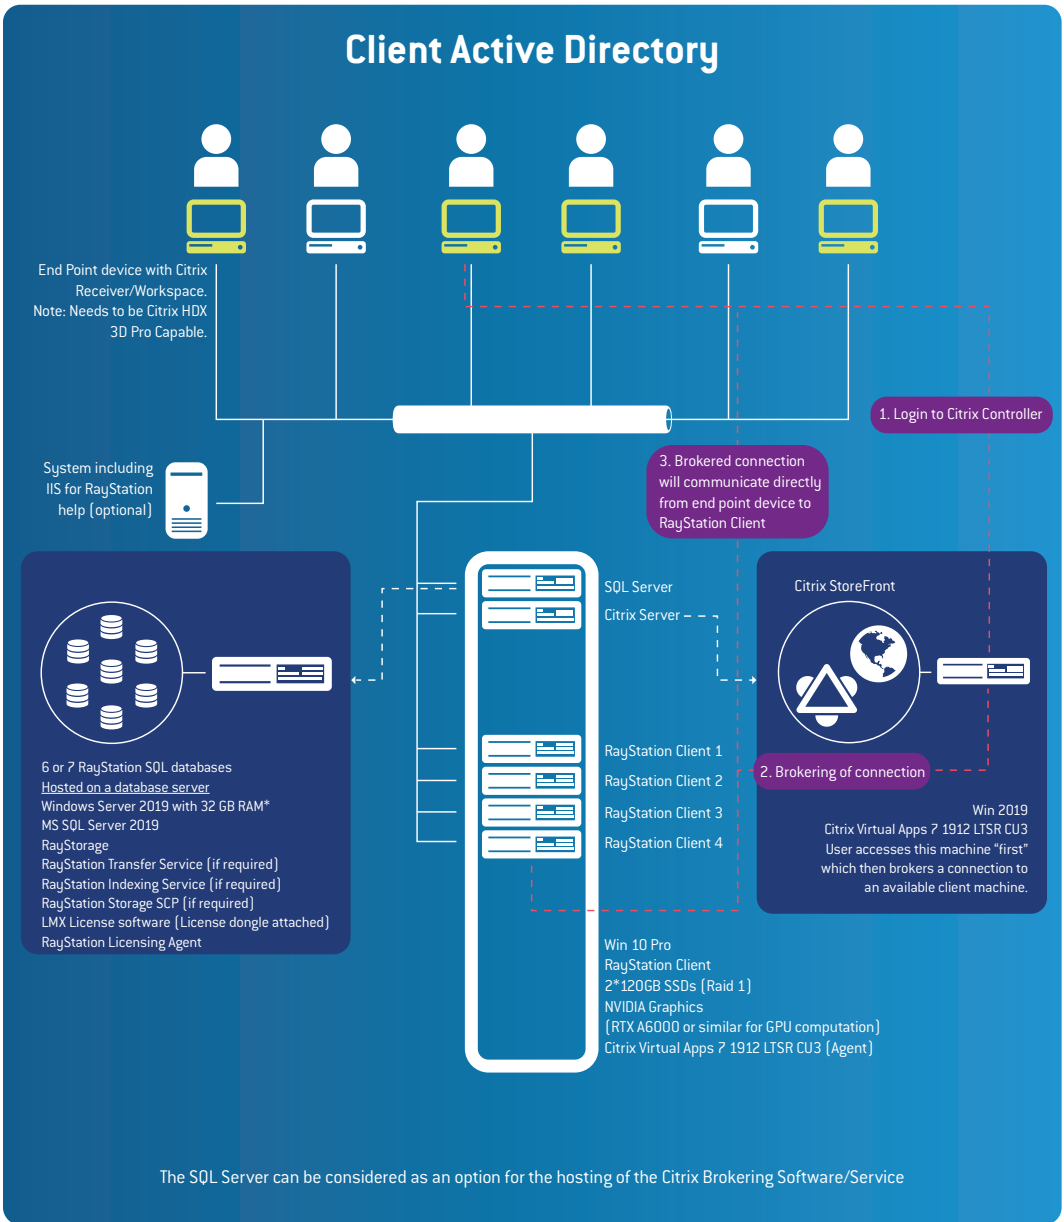 Client Active Directory
End Point device with Citrix
Receiver/Workspace.
Note: Needs to be Citrix HDX
3D Pro Capable.
1. Login to Citrix Controller
System including
IIS for RayStation
help (optional)
3. Brokered connection
will communicate directly
from end point device to
RayStation Client
SQL Server
Citrix Server
Citrix StoreFront
RayStation Client 1
RayStation Client 2
RayStation Client 3
RayStation Client 4
2. Brokering of connection
6 or 7 RayStation SQL databases
Hosted on a database server
Windows Server 2019 with 32 GB RAM*
MS SQL Server 2019
RayStorage
RayStation Transfer Service (if required)
RayStation Indexing Service (if required)
RayStation Storage SCP (if required)
LMX License software (License dongle attached)
RayStation Licensing Agent
Win 2019
Citrix Virtual Apps 7 1912 LTSR CU3
User accesses this machine “first”
which then brokers a connection to
an available client machine.
Win 10 Pro
RayStation Client
2*120GB SSDs (Raid 1)
NVIDIA Graphics
(RTX A6000 or similar for GPU computation)
Citrix Virtual Apps 7 1912 LTSR CU3 (Agent)
The SQL Server can be considered as an option for the hosting of the Citrix Brokering Software/Service